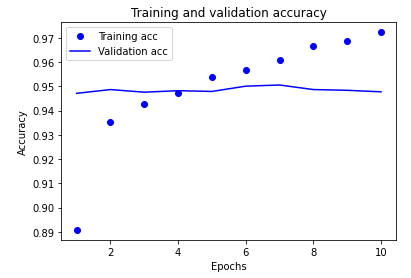 Training and validation accuracy
Training acc
Validation acc
Accuracy
0.97
0.96
0.95
0.94
0.93
0.92
0.91
0.90
0.89
2
4
6
8
10
Epochs